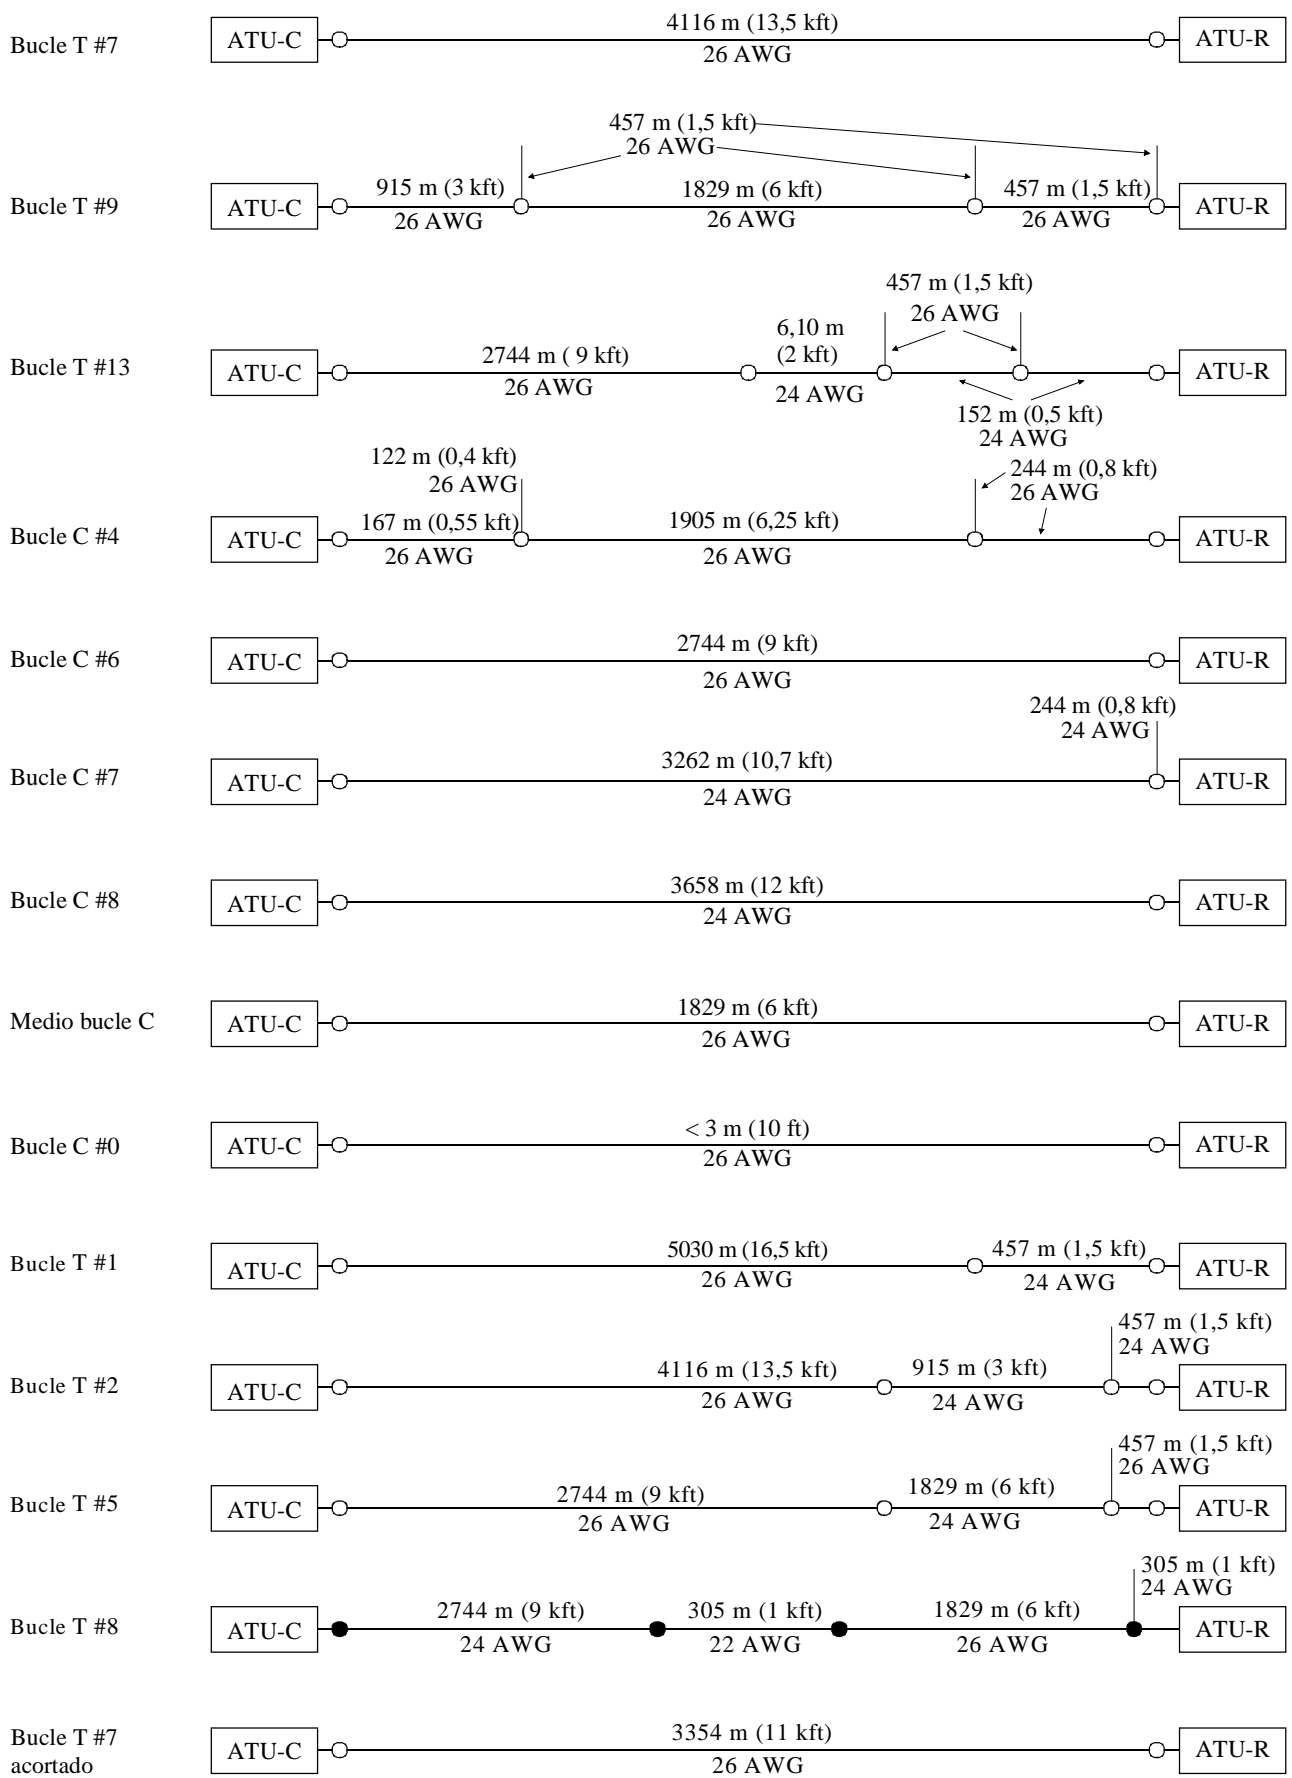 Bucle T #7
ATU-C
4116 m (13,5 kft)
26 AWG
ATU-R
457 m (1,5 kft)
26 AWG
Bucle T #9
ATU-C
915 m (3 kft)
26 AWG
1829 m (6 kft)
26 AWG
457 m (1,5 kft)
26 AWG
ATU-R
457 m (1,5 kft)
26 AWG
Bucle T #13
ATU-C
2744 m ( 9 kft)
26 AWG
6,10 m
(2 kft)
24 AWG
152 m (0,5 kft)
24 AWG
ATU-R
122 m (0,4 kft)
26 AWG
244 m (0,8 kft)
26 AWG
Bucle C #4
ATU-C
167 m (0,55 kft)
26 AWG
1905 m (6,25 kft)
26 AWG
ATU-R
Bucle C #6
ATU-C
2744 m (9 kft)
26 AWG
ATU-R
244 m (0,8 kft)
24 AWG
Bucle C #7
ATU-C
3262 m (10,7 kft)
24 AWG
ATU-R
Bucle C #8
ATU-C
3658 m (12 kft)
24 AWG
ATU-R
Medio bucle C
ATU-C
1829 m (6 kft)
26 AWG
ATU-R
Bucle C #0
ATU-C
< 3 m (10 ft)
26 AWG
ATU-R
Bucle T #1
ATU-C
5030 m (16,5 kft)
26 AWG
457 m (1,5 kft)
24 AWG
ATU-R
457 m (1,5 kft)
24 AWG
Bucle T #2
ATU-C
4116 m (13,5 kft)
26 AWG
915 m (3 kft)
24 AWG
ATU-R
457 m (1,5 kft)
26 AWG
Bucle T #5
ATU-C
2744 m (9 kft)
26 AWG
1829 m (6 kft)
24 AWG
ATU-R
305 m (1 kft)
24 AWG
Bucle T #8
ATU-C
2744 m (9 kft)
24 AWG
305 m (1 kft)
22 AWG
1829 m (6 kft)
26 AWG
ATU-R
Bucle T #7
acortado
ATU-C
3354 m (11 kft)
26 AWG
ATU-R